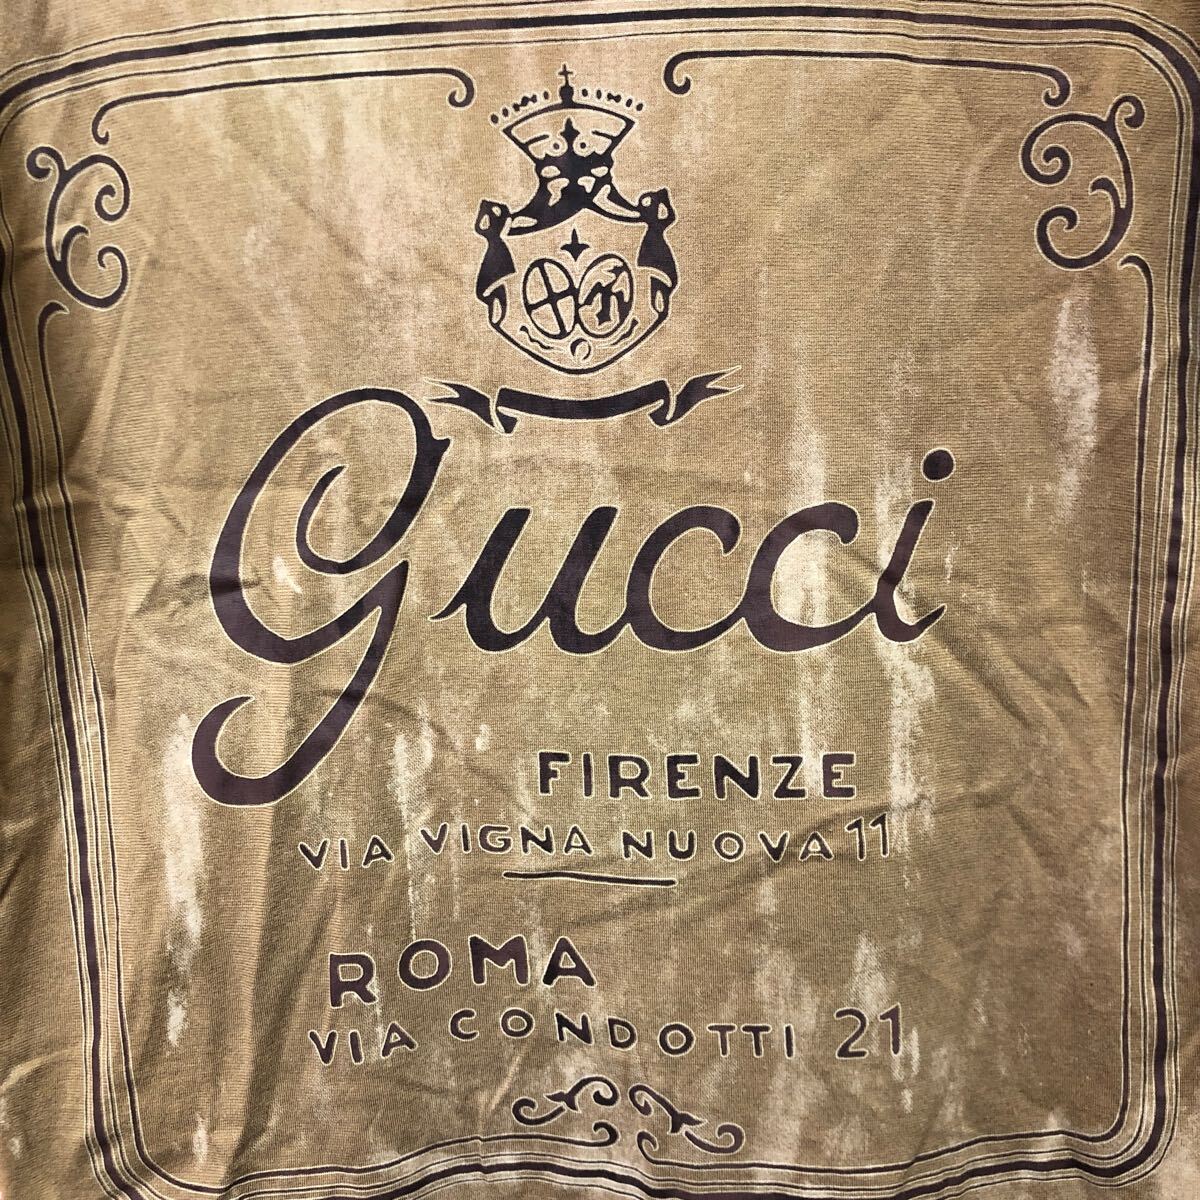 gucci
FIRENZE
VIA VIGNA NUOVA 11
ROMA
VIA CONDOTTI 21